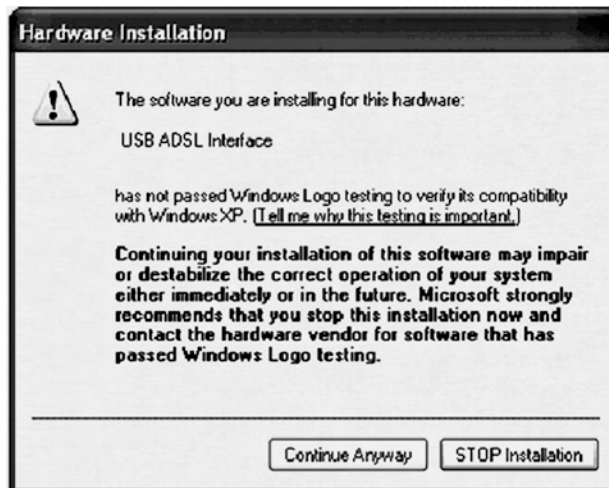 Hardware Installation
The software you are installing for this hardware:
USB ADSL Interface
has not passed Windows Logo testing to verify its compatibility
with Windows XP. (Tell me why this testing is important.)
Continuing your installation of this software may impair
or destabilize the correct operation of your system
either immediately or in the future. Microsoft strongly
recommends that you stop this installation now and
contact the hardware vendor for software that has
passed Windows Logo testing.
Continue Anyway
STOP Installation